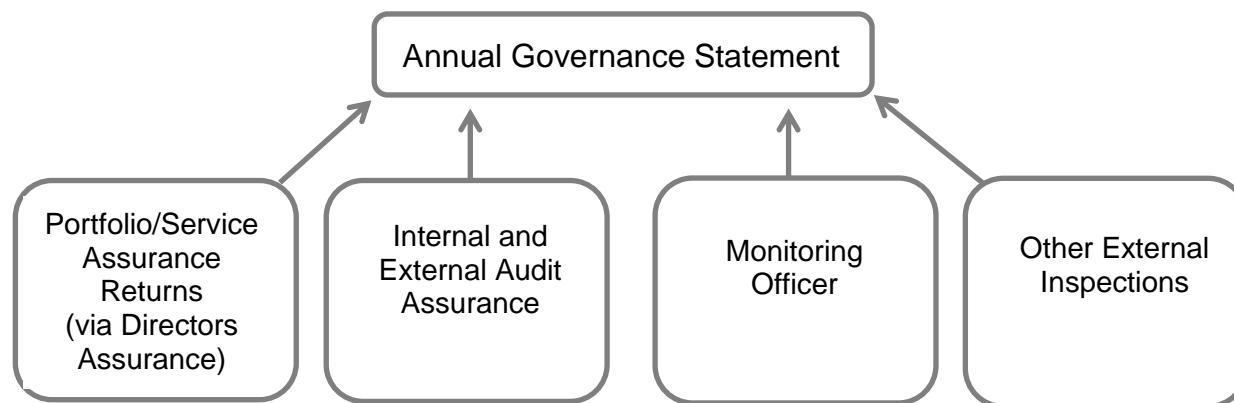 Annual Governance Statement
Portfolio/Service
Assurance
Returns
(via Directors
Assurance)
Internal and
External Audit
Assurance
Monitoring
Officer
Other External
Inspections